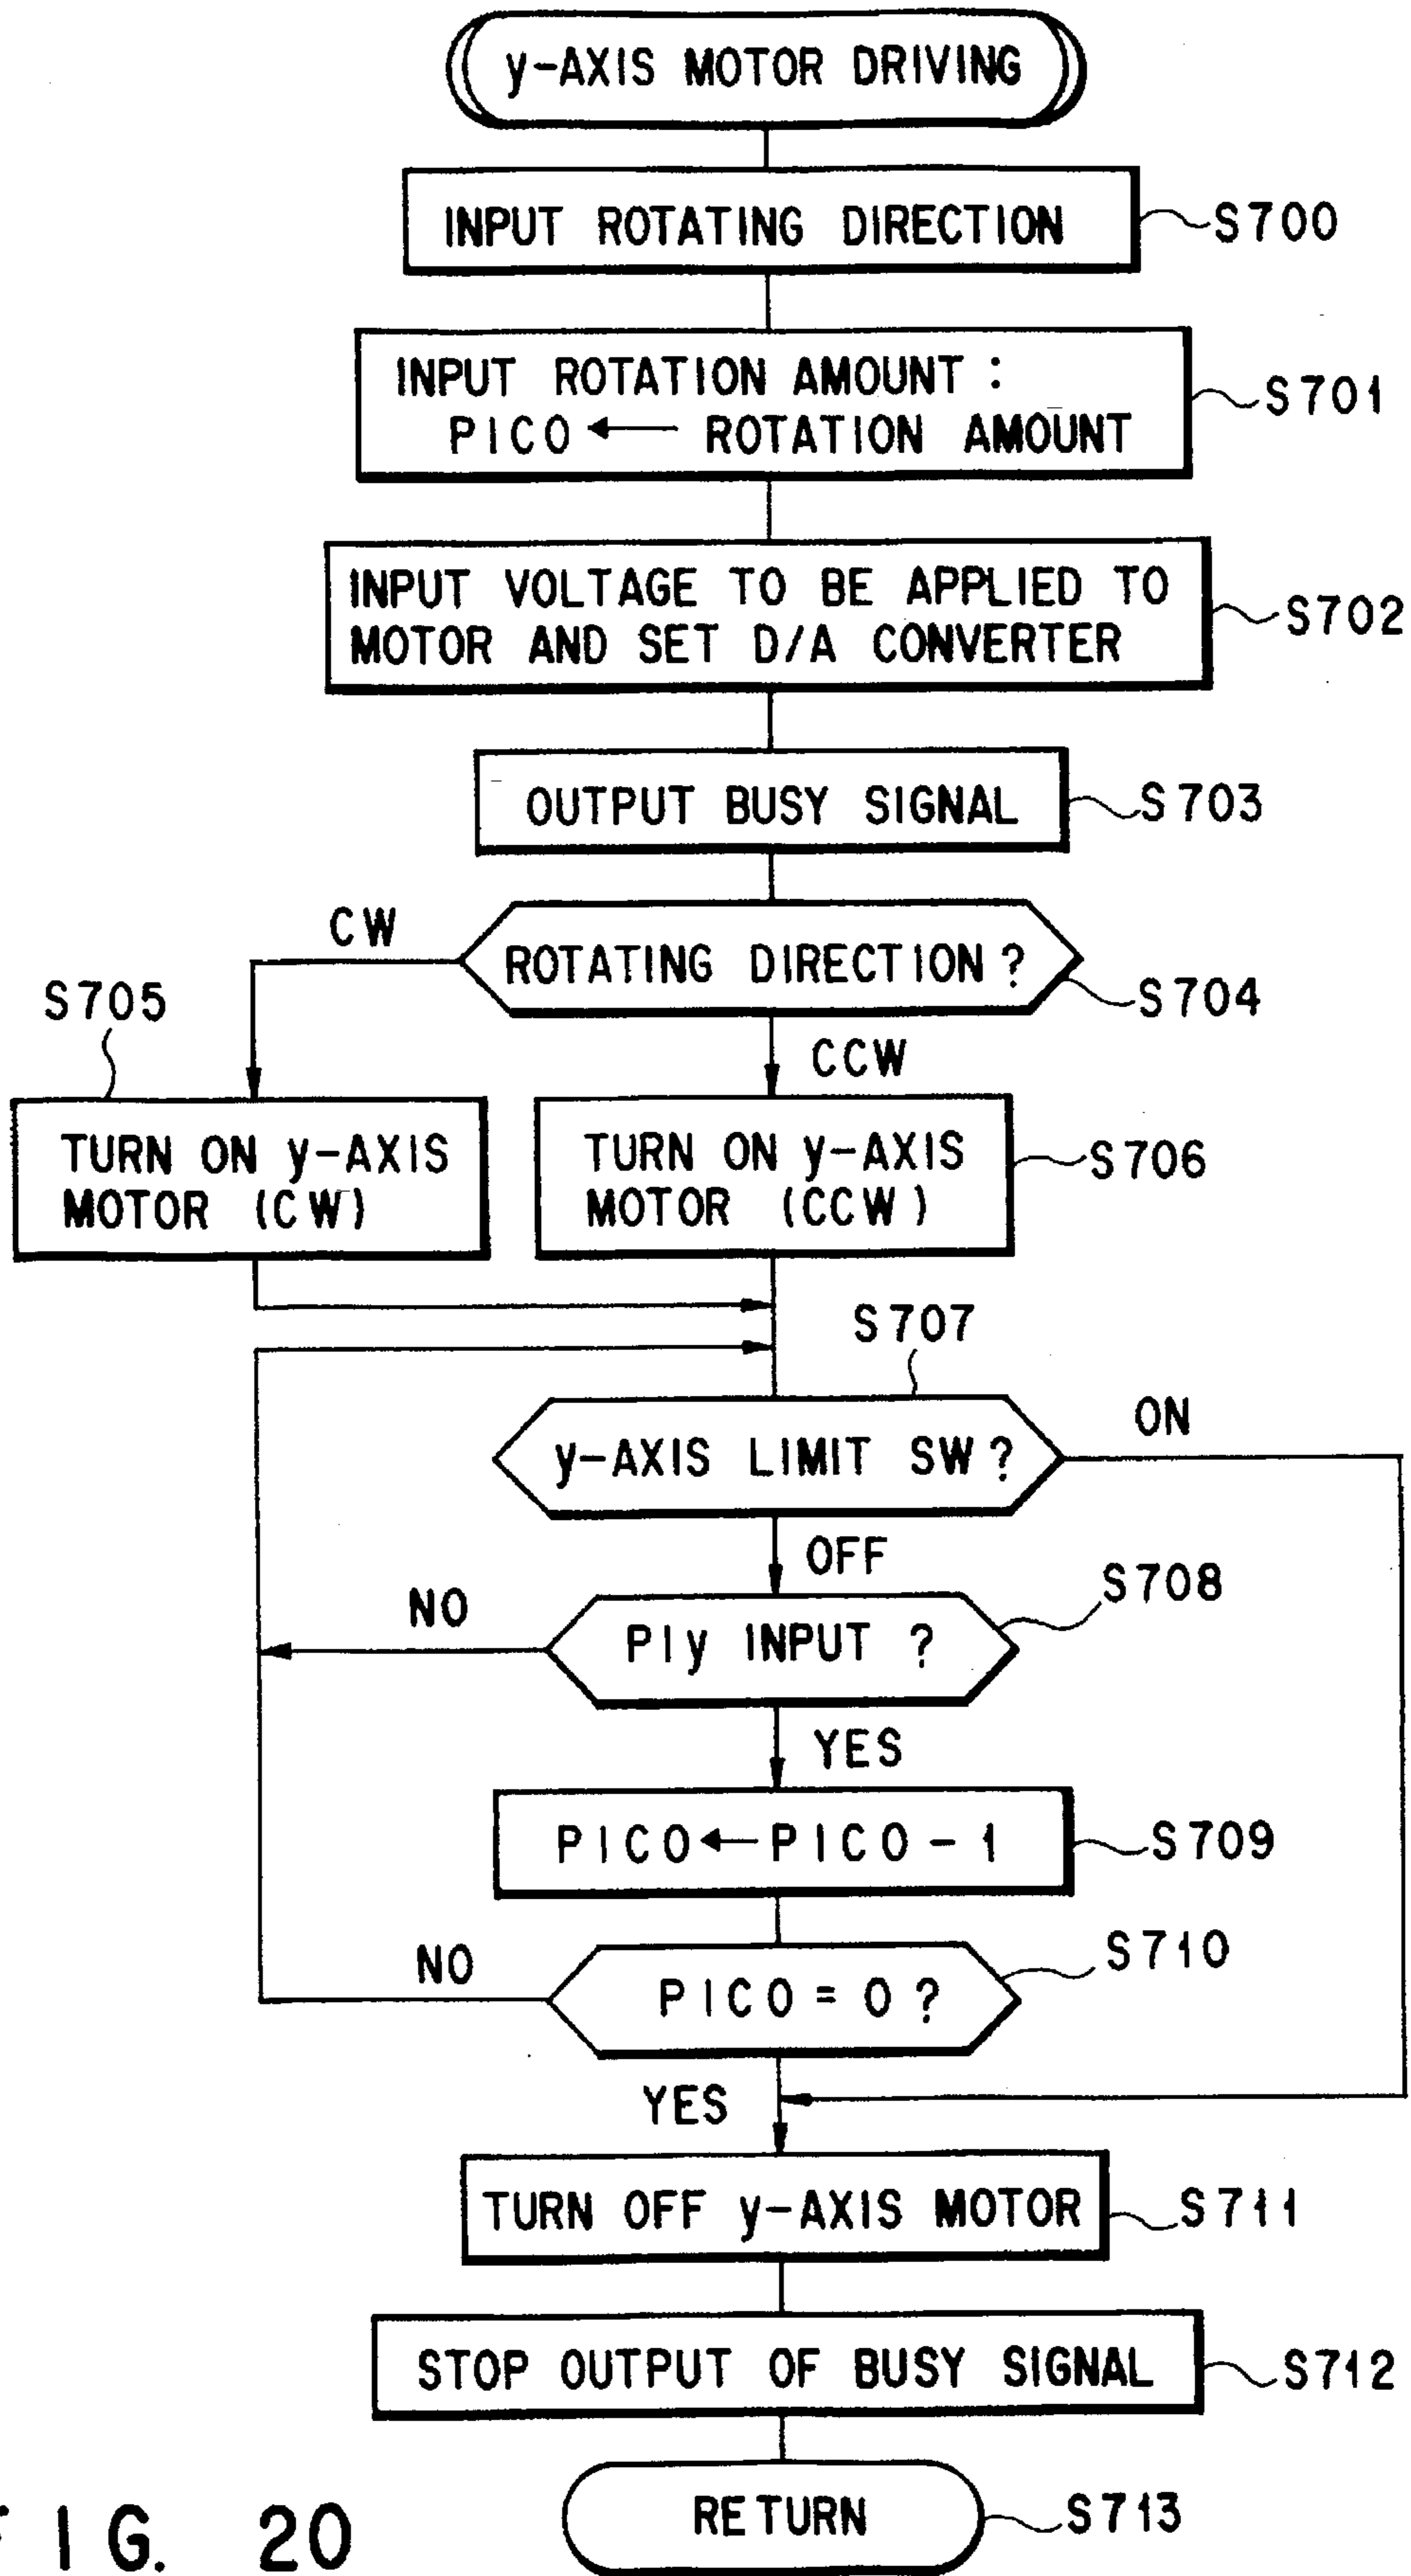 y-AXIS MOTOR DRIVING
INPUT ROTATING DIRECTION
S700
INPUT ROTATION AMOUNT :
PICO ← ROTATION AMOUNT
S701
INPUT VOLTAGE TO BE APPLIED TO
MOTOR AND SET D/A CONVERTER
S702
OUTPUT BUSY SIGNAL
S703
ROTATING DIRECTION ?
S704
CW
CCW
S705
TURN ON y-AXIS
MOTOR (CW)
TURN ON y-AXIS
MOTOR (CCW)
S706
S707
y-AXIS LIMIT SW ?
ON
OFF
S708
PIy INPUT ?
NO
YES
PICO ← PICO - 1
S709
S710
PICO = 0 ?
NO
YES
TURN OFF y-AXIS MOTOR
S711
STOP OUTPUT OF BUSY SIGNAL
S712
RETURN
S713
FIG. 20